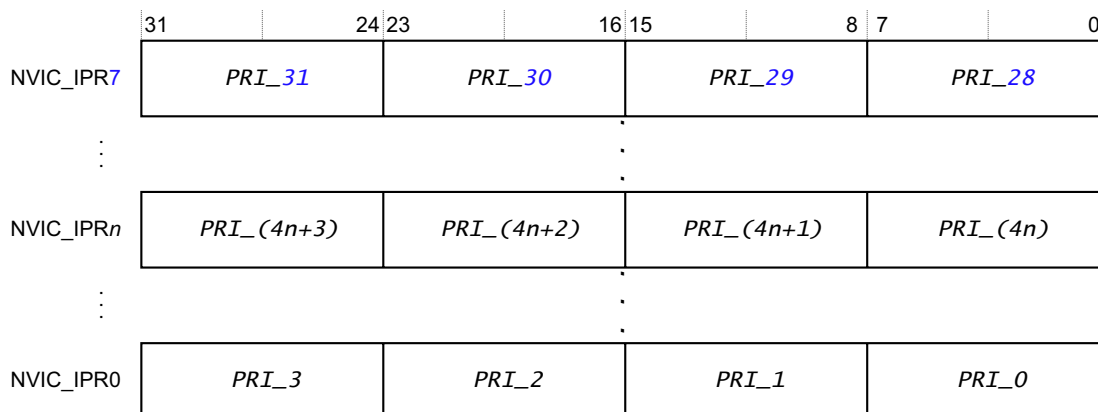 31 24 23 16 15 8 7 0
NVIC_IPR7 PRI_31 PRI_30 PRI_29 PRI_28
NVIC_IPRn PRI_(4n+3) PRI_(4n+2) PRI_(4n+1) PRI_(4n)
NVIC_IPR0 PRI_3 PRI_2 PRI_1 PRI_0